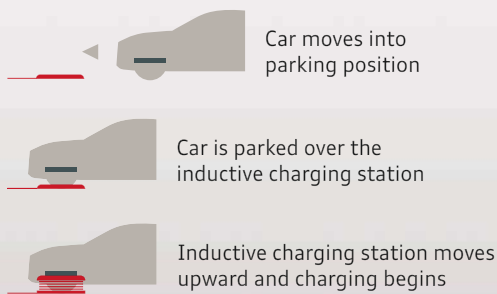 Car moves into
parking position
Car is parked over the
inductive charging station
Inductive charging station moves
upward and charging begins